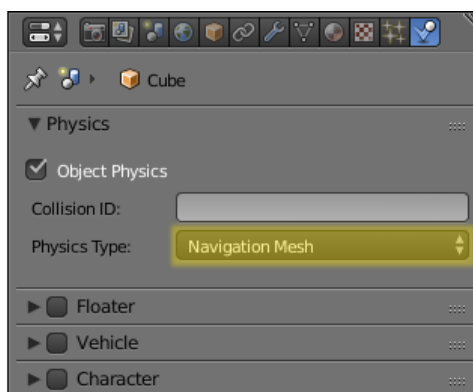 Cube
Physics
Object Physics
Collision ID:
Physics Type: Navigation Mesh
Floater
Vehicle
Character